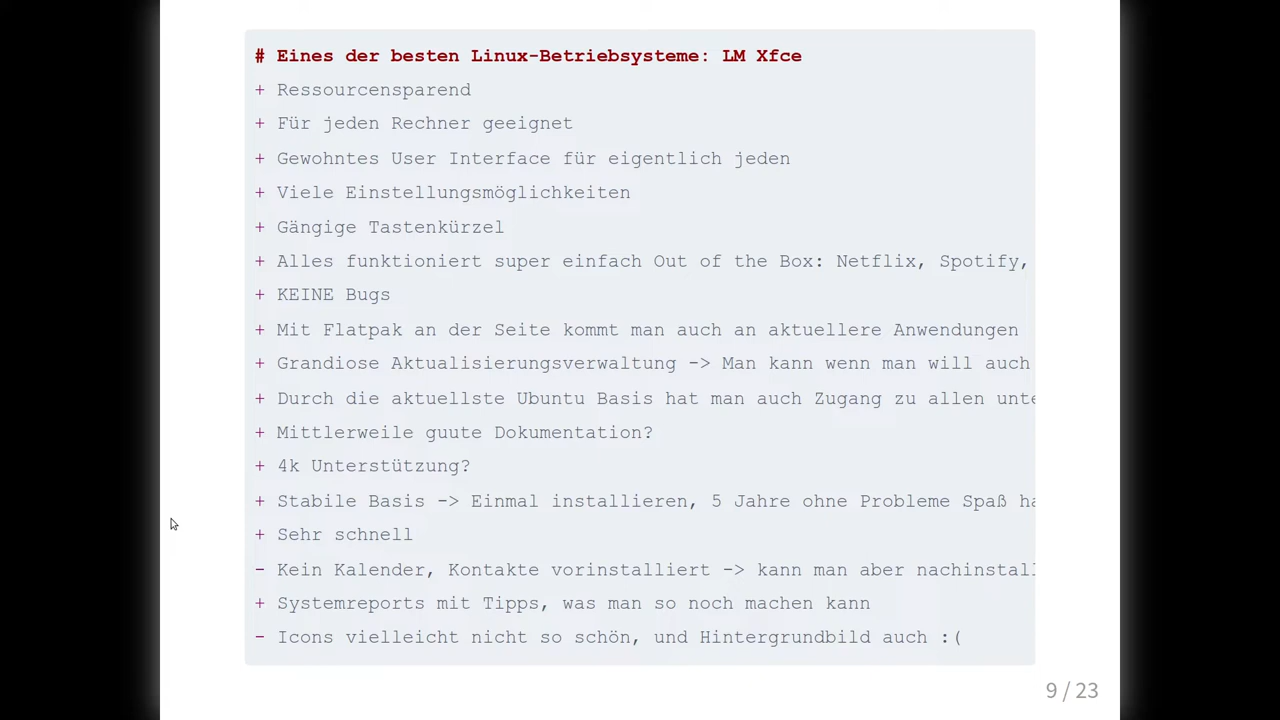 # Eines der besten Linux-Betriebsysteme: LM Xfce
+ Ressourcensparend
+ Für jeden Rechner geeignet
+ Gewohntes User Interface für eigentlich jeden
+ Viele Einstellungsmöglichkeiten
+ Gängige Tastenkürzel
+ Alles funktioniert super einfach Out of the Box: Netflix, Spotify,
+ KEINE Bugs
+ Mit Flatpak an der Seite kommt man auch an aktuellere Anwendungen
+ Grandiose Aktualisierungsverwaltung -> Man kann wenn man will auch
+ Durch die aktuellste Ubuntu Basis hat man auch Zugang zu allen unte
+ Mittlerweile guute Dokumentation?
+ 4k Unterstützung?
+ Stabile Basis -> Einmal installieren, 5 Jahre ohne Probleme Spaß ha
+ Sehr schnell
- Kein Kalender, Kontakte vorinstalliert -> kann man aber nachinstall
+ Systemreports mit Tipps, was man so noch machen kann
- Icons vielleicht nicht so schön, und Hintergrundbild auch :(
9 / 23